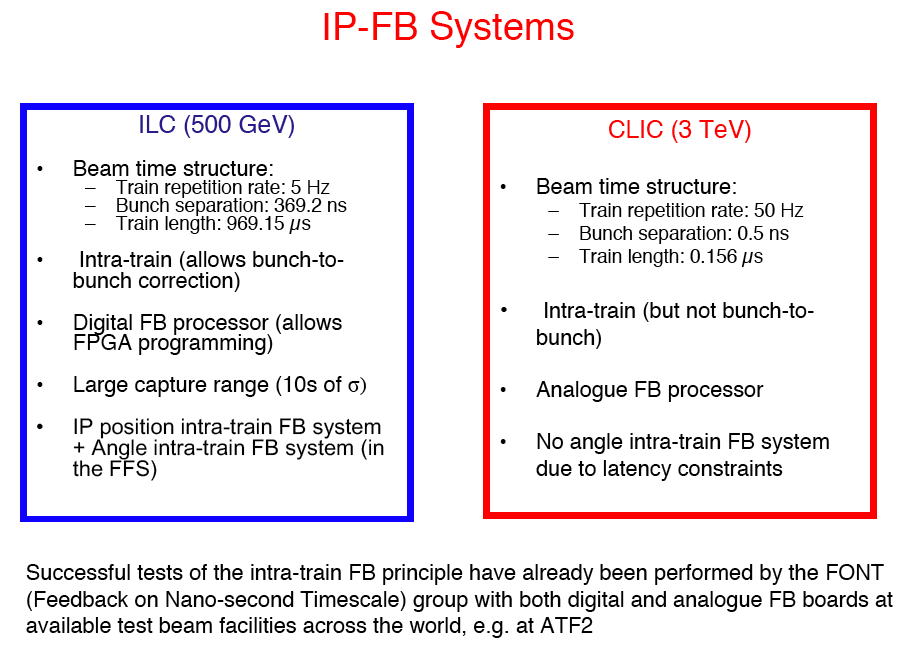 IP-FB Systems
ILC (500 GeV)
• Beam time structure:
– Train repetition rate: 5 Hz
– Bunch separation: 369.2 ns
– Train length: 969.15 μs
• Intra-train (allows bunch-to-
bunch correction)
• Digital FB processor (allows
FPGA programming)
• Large capture range (10s of σ)
• IP position intra-train FB system
+ Angle intra-train FB system (in
the FFS)
CLIC (3 TeV)
• Beam time structure:
– Train repetition rate: 50 Hz
– Bunch separation: 0.5 ns
– Train length: 0.156 μs
• Intra-train (but not bunch-to-
bunch)
• Analogue FB processor
• No angle intra-train FB system
due to latency constraints
Successful tests of the intra-train FB principle have already been performed by the FONT
(Feedback on Nano-second Timescale) group with both digital and analogue FB boards at
available test beam facilities across the world, e.g. at ATF2